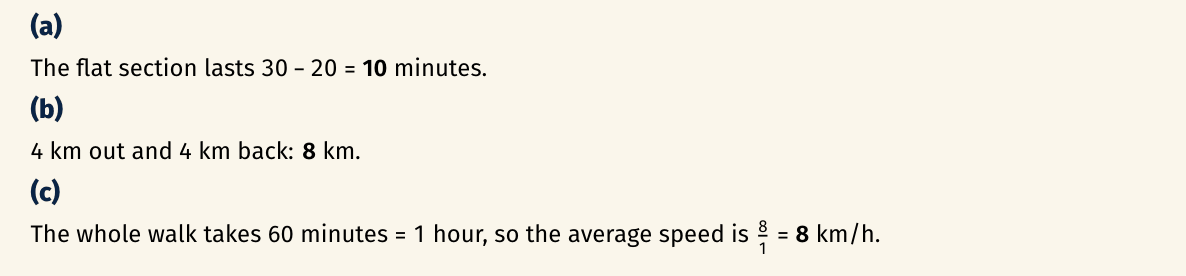 (a)
The flat section lasts 30 − 20 = 10 minutes.
(b)
4 km out and 4 km back: 8 km.
(c)
The whole walk takes 60 minutes = 1 hour, so the average speed is 8/1 = 8 km/h.